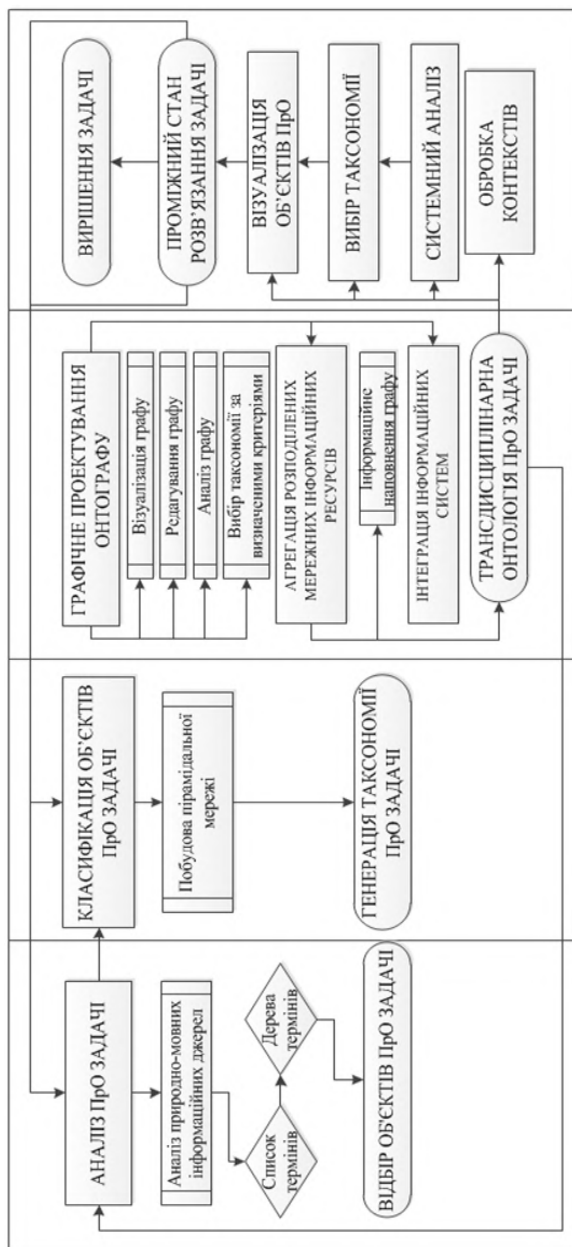 АНАЛІЗ ПрО ЗАДАЧІ
Аналіз природно-мовних
інформаційних джерел
Список
термінів
Дерева
термінів
ВІДБІР ОБ'ЄКТІВ ПрО ЗАДАЧІ
КЛАСИФІКАЦІЯ ОБ'ЄКТІВ
ПрО ЗАДАЧІ
Побудова пірамідальної
мережі
ГЕНЕРАЦІЯ ТАКСОНОМІЇ
ПрО ЗАДАЧІ
ГРАФІЧНЕ ПРОЕКТУВАННЯ
ОНТОГРАФУ
Візуалізація графу
Редагування графу
Аналіз графу
Вибір таксономії за
визначеними критеріями
АГРЕГАЦІЯ РОЗПОДІЛЕНИХ
МЕРЕЖНИХ ІНФОРМАЦІЙНИХ
РЕСУРСІВ
Інформаційне
наповнення графу
ІНТЕГРАЦІЯ ІНФОРМАЦІЙНИХ
СИСТЕМ
ТРАНСДИСЦИПЛІНАРНА
ОНТОЛОГІЯ ПрО ЗАДАЧІ
ВИРІШЕННЯ ЗАДАЧІ
ПРОМІЖНИЙ СТАН
РОЗВ'ЯЗАННЯ ЗАДАЧІ
ВІЗУАЛІЗАЦІЯ
ОБ'ЄКТІВ ПрО
ВИБІР ТАКСОНОМІЇ
СИСТЕМНИЙ АНАЛІЗ
ОБРОБКА
КОНТЕКСТІВ